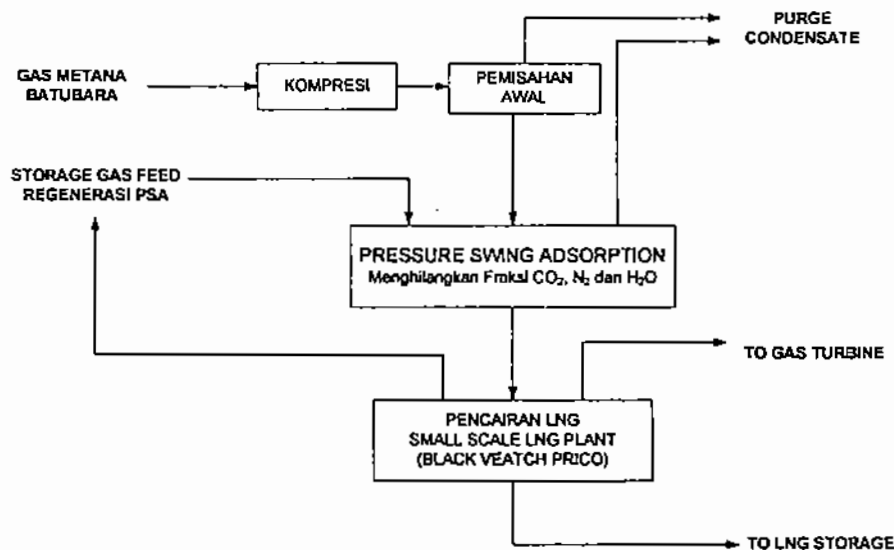 PURGE
CONDENSATE
GAS METANA
BATUBARA
KOMPRESI
PEMISAHAN
AWAL
STORAGE GAS FEED
REGENERASI PSA
PRESSURE SWING ADSORPTION
Menghilangkan Fraksi CO₂, N₂ dan H₂O
TO GAS TURBINE
PENCAIRAN LNG
SMALL SCALE LNG PLANT
(BLACK VEATCH PRICO)
TO LNG STORAGE